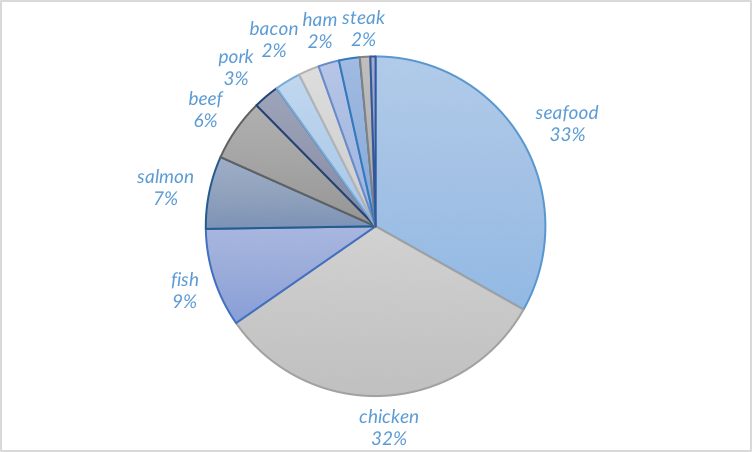 seafood
33%
chicken
32%
fish
9%
salmon
7%
beef
6%
pork
3%
bacon
2%
ham
2%
steak
2%